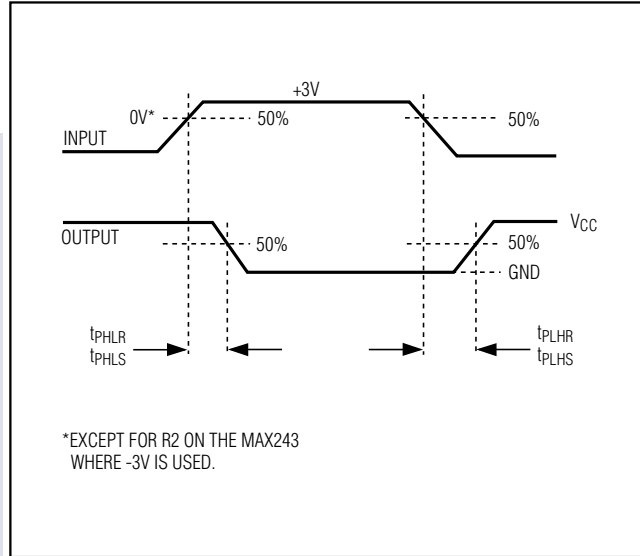 +3V
0V* 50% 50%
INPUT
VCC
OUTPUT
50% 50%
GND
tPHLR tPLHR
tPHLS tPLHS
*EXCEPT FOR R2 ON THE MAX243
WHERE -3V IS USED.